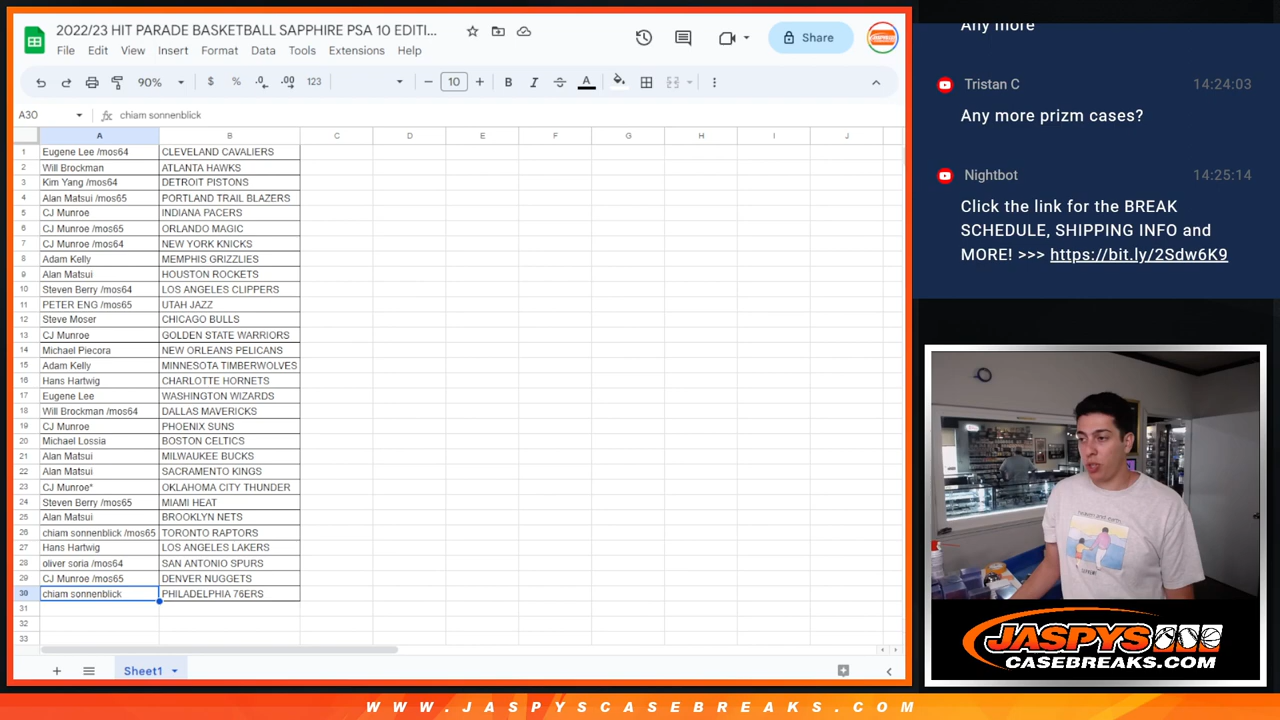 2022/23 HIT PARADE BASKETBALL SAPPHIRE PSA 10 EDITI...
File Edit View Insert Format Data Tools Extensions Help
Share
90% $ % .0 .00 123 10 B I S A
A30 fx chiam sonnenblick
A B C D E F G H I J
1 Eugene Lee /mos64 CLEVELAND CAVALIERS
2 Will Brockman ATLANTA HAWKS
3 Kim Yang /mos64 DETROIT PISTONS
4 Alan Matsui /mos65 PORTLAND TRAIL BLAZERS
5 CJ Munroe INDIANA PACERS
6 CJ Munroe /mos65 ORLANDO MAGIC
7 CJ Munroe /mos64 NEW YORK KNICKS
8 Adam Kelly MEMPHIS GRIZZLIES
9 Alan Matsui HOUSTON ROCKETS
10 Steven Berry /mos64 LOS ANGELES CLIPPERS
11 PETER ENG /mos65 UTAH JAZZ
12 Steve Moser CHICAGO BULLS
13 CJ Munroe GOLDEN STATE WARRIORS
14 Michael Piecora NEW ORLEANS PELICANS
15 Adam Kelly MINNESOTA TIMBERWOLVES
16 Hans Hartwig CHARLOTTE HORNETS
17 Eugene Lee WASHINGTON WIZARDS
18 Will Brockman /mos64 DALLAS MAVERICKS
19 CJ Munroe PHOENIX SUNS
20 Michael Lossia BOSTON CELTICS
21 Alan Matsui MILWAUKEE BUCKS
22 Alan Matsui SACRAMENTO KINGS
23 CJ Munroe* OKLAHOMA CITY THUNDER
24 Steven Berry /mos65 MIAMI HEAT
25 Alan Matsui BROOKLYN NETS
26 chiam sonnenblick /mos65 TORONTO RAPTORS
27 Hans Hartwig LOS ANGELES LAKERS
28 oliver soria /mos64 SAN ANTONIO SPURS
29 CJ Munroe /mos65 DENVER NUGGETS
30 chiam sonnenblick PHILADELPHIA 76ERS
31
32
33
Sheet1
Any more
Tristan C 14:24:03
Any more prizm cases?
Nightbot 14:25:14
Click the link for the BREAK
SCHEDULE, SHIPPING INFO and
MORE! >>> https://bit.ly/2Sdw6K9
JASPYS
CASEBREAKS.COM
WWW.JASPYSCASEBREAKS.COM